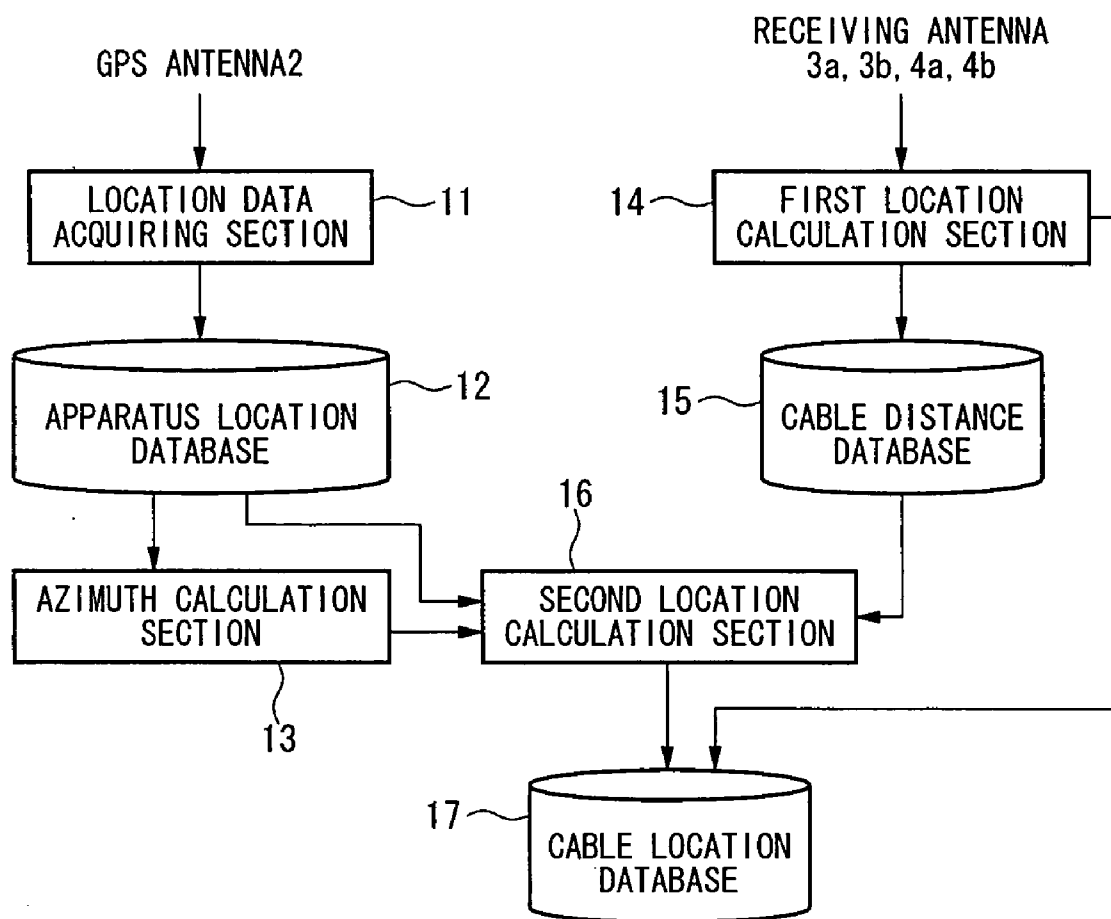 GPS ANTENNA2
RECEIVING ANTENNA
3a, 3b, 4a, 4b
LOCATION DATA
ACQUIRING SECTION
11
14
FIRST LOCATION
CALCULATION SECTION
APPARATUS LOCATION
DATABASE
12
15
CABLE DISTANCE
DATABASE
AZIMUTH CALCULATION
SECTION
13
16
SECOND LOCATION
CALCULATION SECTION
17
CABLE LOCATION
DATABASE